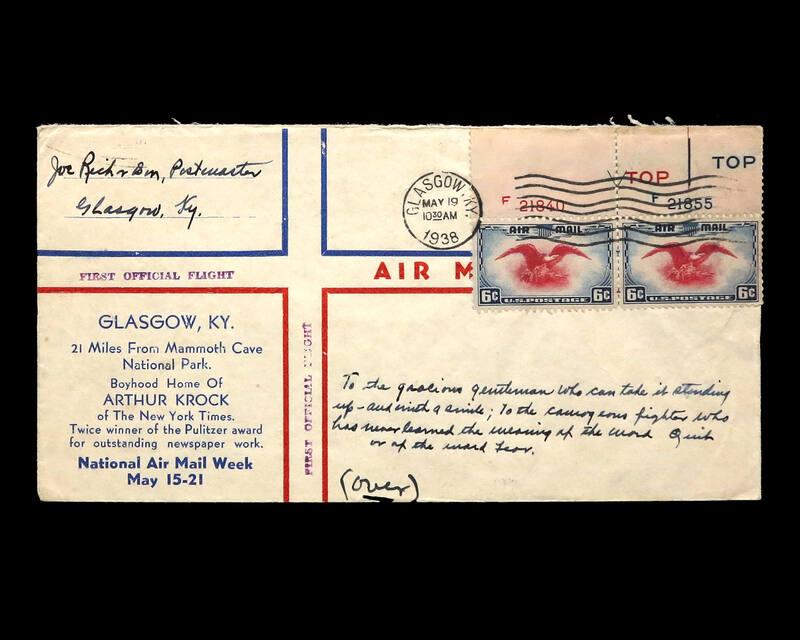 Joe Richardson, Postmaster
Glasgow, Ky.
TOP
TOP
F 21840
F 21855
GLASGOW, KY.
MAY 19
10 30 AM
1938
AIR MAIL
6¢ U.S. POSTAGE 6¢
AIR MAIL
6¢ U.S. POSTAGE 6¢
FIRST OFFICIAL FLIGHT
AIR M
FIRST OFFICIAL FLIGHT
GLASGOW, KY.
21 Miles From Mammoth Cave
National Park.
Boyhood Home Of
ARTHUR KROCK
of The New York Times.
Twice winner of the Pulitzer award
for outstanding newspaper work.
National Air Mail Week
May 15-21
To the gracious gentleman who can take it standing
up - and with a smile; To the courageous fighter who
has never learned the meaning of the word Quit
or of the word Fear.
(Over)